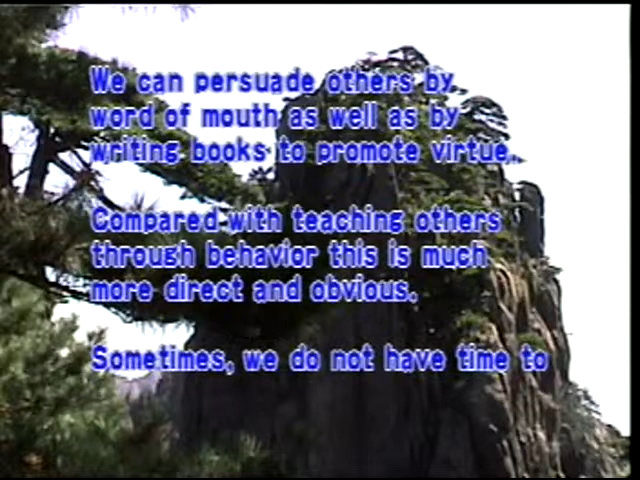 We can persuade others by
word of mouth as well as by
writing books to promote virtue.
Compared with teaching others
through behavior this is much
more direct and obvious.
Sometimes, we do not have time to